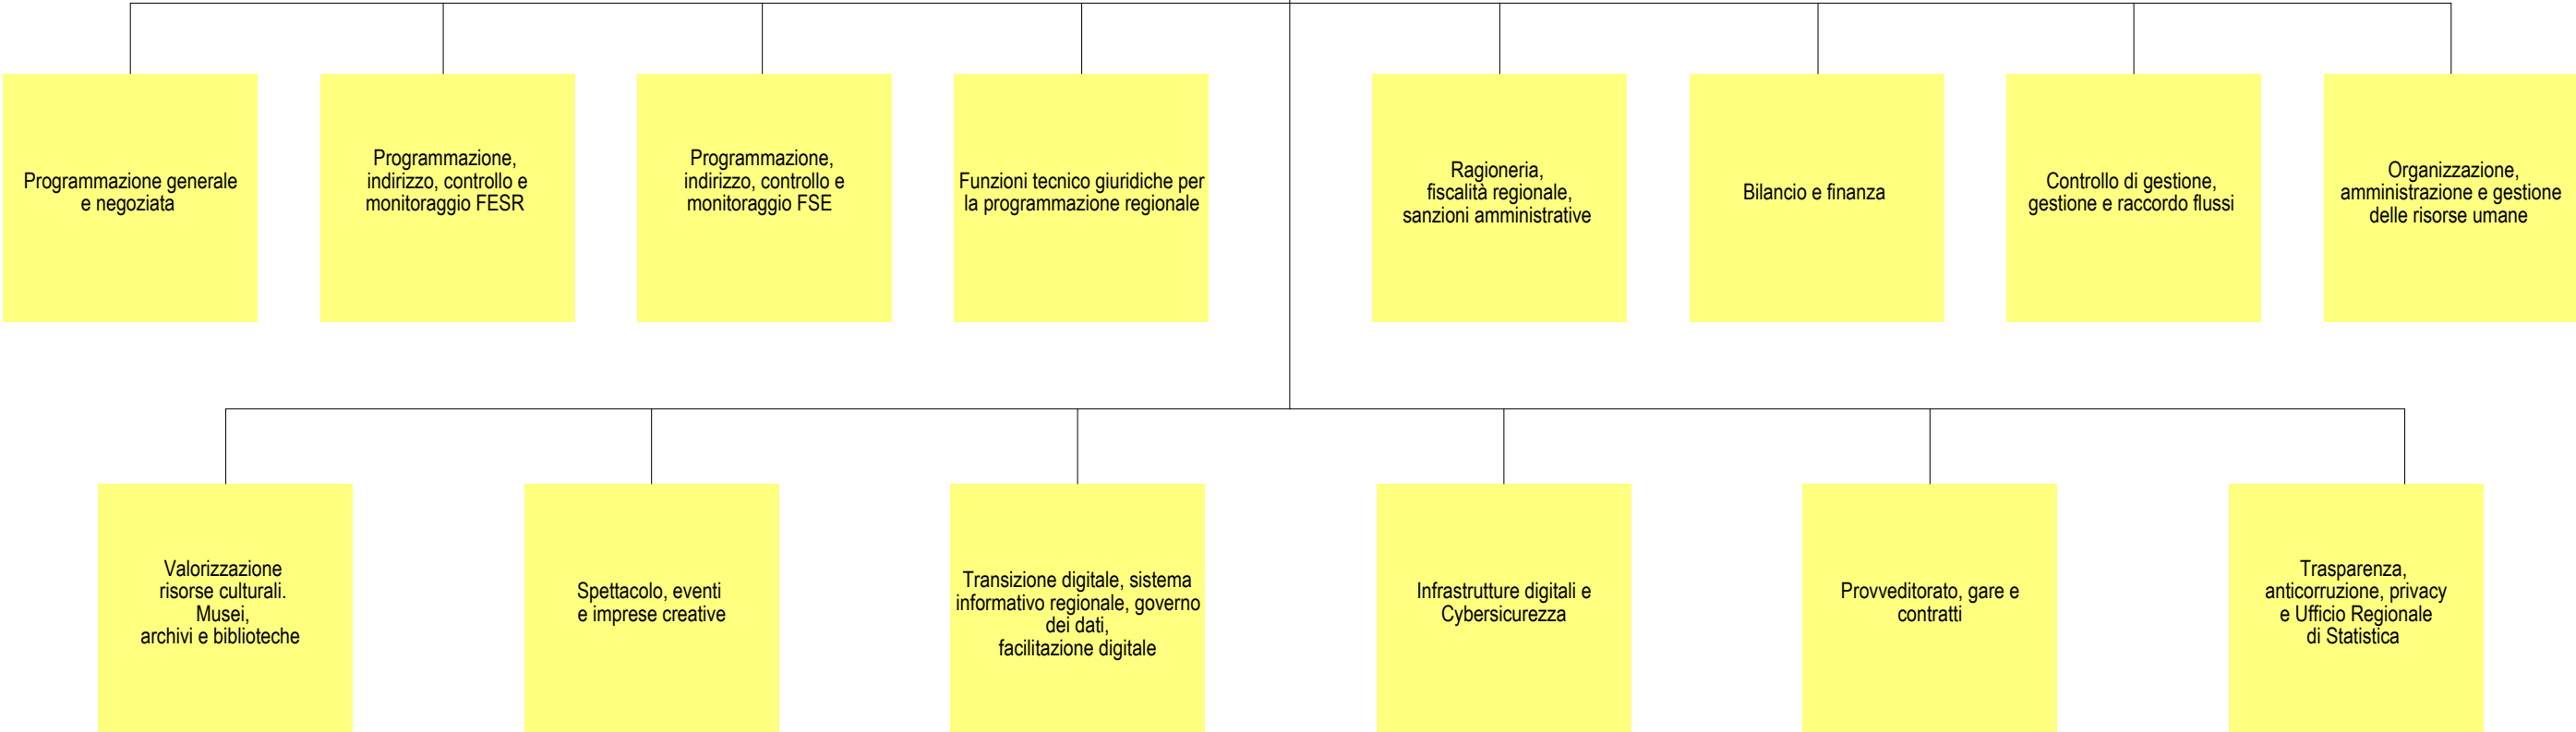 Programmazione generale
e negoziata
Programmazione,
indirizzo, controllo e
monitoraggio FESR
Programmazione,
indirizzo, controllo e
monitoraggio FSE
Funzioni tecnico giuridiche per
la programmazione regionale
Ragioneria,
fiscalità regionale,
sanzioni amministrative
Bilancio e finanza
Controllo di gestione,
gestione e raccordo flussi
Organizzazione,
amministrazione e gestione
delle risorse umane
Valorizzazione
risorse culturali.
Musei,
archivi e biblioteche
Spettacolo, eventi
e imprese creative
Transizione digitale, sistema
informativo regionale, governo
dei dati,
facilitazione digitale
Infrastrutture digitali e
Cybersicurezza
Provveditorato, gare e
contratti
Trasparenza,
anticorruzione, privacy
e Ufficio Regionale
di Statistica